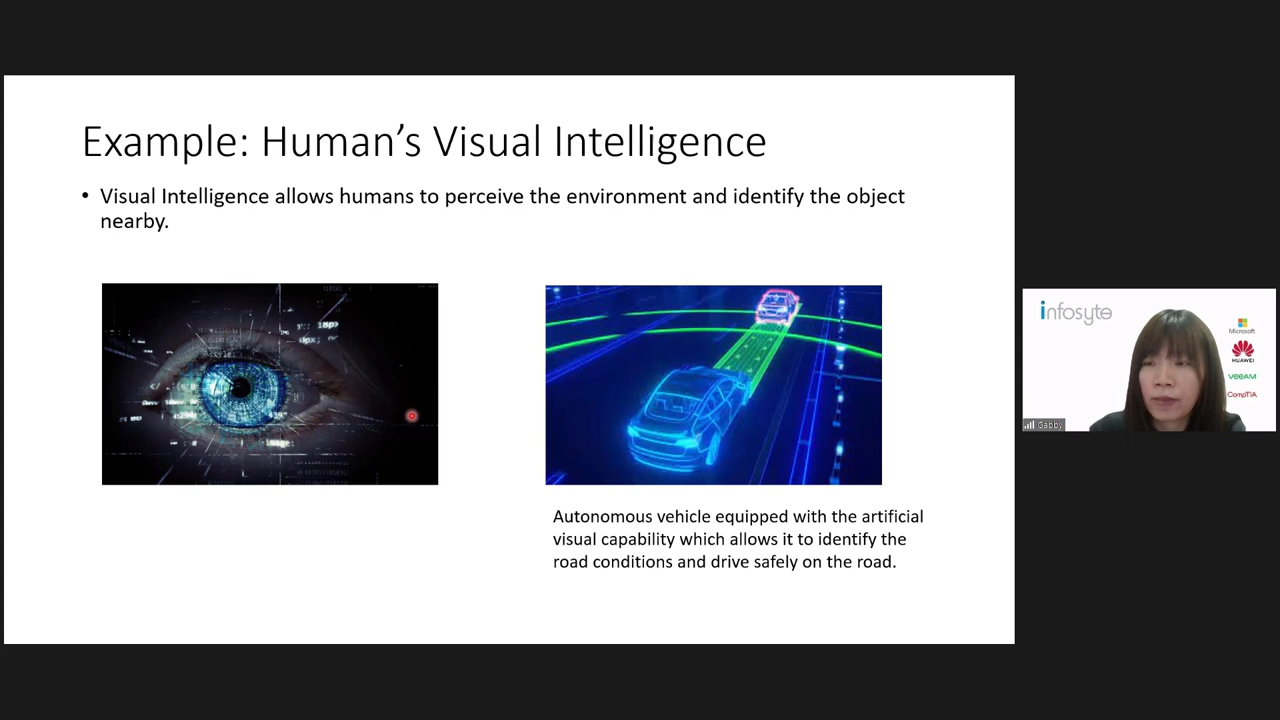 Example: Human’s Visual Intelligence
• Visual Intelligence allows humans to perceive the environment and identify the object
nearby.
Autonomous vehicle equipped with the artificial
visual capability which allows it to identify the
road conditions and drive safely on the road.
infosyte
Microsoft
HUAWEI
veeAM
CompTIA
Gabby